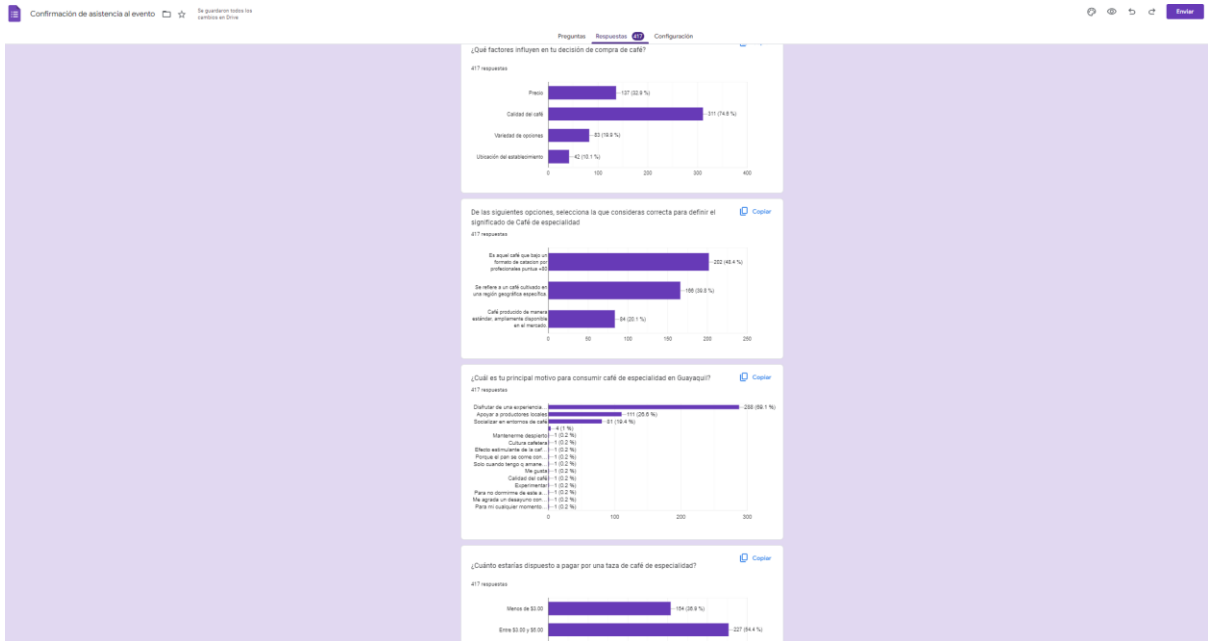 Confirmación de asistencia al evento
Se guardaron todos los
cambios en Drive
Enviar
Preguntas Respuestas 417 Configuración
¿Qué factores influyen en tu decisión de compra de café?
417 respuestas
Precio
137 (32.9 %)
Calidad del café
311 (74.6 %)
Variedad de opciones
83 (19.9 %)
Ubicación del establecimiento
42 (10.1 %)
0 100 200 300 400
De las siguientes opciones, selecciona la que consideras correcta para definir el
significado de Café de especialidad
Copiar
417 respuestas
Es aquel café que bajo un
formato de catacion por
profesionales puntua +80
202 (48.4 %)
Se refiere a un café cultivado en
una región geográfica específica.
166 (39.8 %)
Café producido de manera
estándar, ampliamente disponible
en el mercado.
84 (20.1 %)
0 50 100 150 200 250
¿Cuál es tu principal motivo para consumir café de especialidad en Guayaquil?
Copiar
417 respuestas
Disfrutar de una experiencia…
288 (69.1 %)
Apoyar a productores locales
111 (26.6 %)
Socializar en entornos de café
81 (19.4 %)
4 (1 %)
Mantenerme despierto
1 (0.2 %)
Cultura cafetera
1 (0.2 %)
Efecto estimulante de la caf…
1 (0.2 %)
Porque el pan se come con…
1 (0.2 %)
Solo cuando tengo q amane…
1 (0.2 %)
Me gusta
1 (0.2 %)
Calidad del café
1 (0.2 %)
Experimentar
1 (0.2 %)
Para no dormirme de este a…
1 (0.2 %)
Me agrada un desayuno con…
1 (0.2 %)
Para mi cualquier momento…
1 (0.2 %)
0 100 200 300
¿Cuánto estarías dispuesto a pagar por una taza de café de especialidad?
Copiar
417 respuestas
Menos de $3.00
154 (36.9 %)
Entre $3.00 y $5.00
227 (54.4 %)